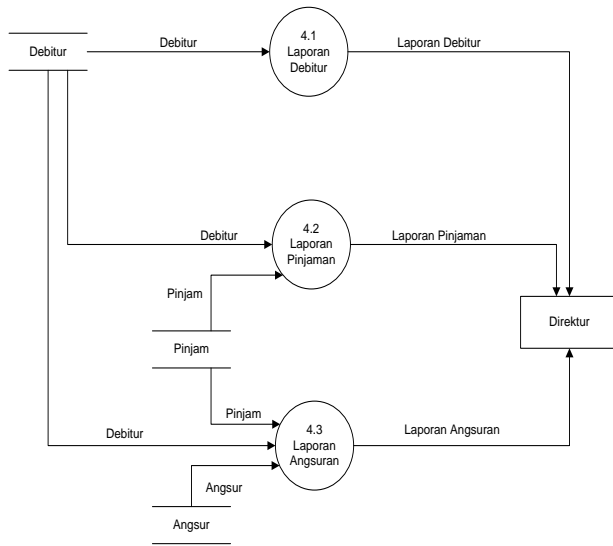 Debitur
Debitur
4.1
Laporan
Debitur
Laporan Debitur
Debitur
4.2
Laporan
Pinjaman
Laporan Pinjaman
Pinjam
Direktur
Pinjam
Pinjam
Debitur
4.3
Laporan
Angsuran
Laporan Angsuran
Angsur
Angsur